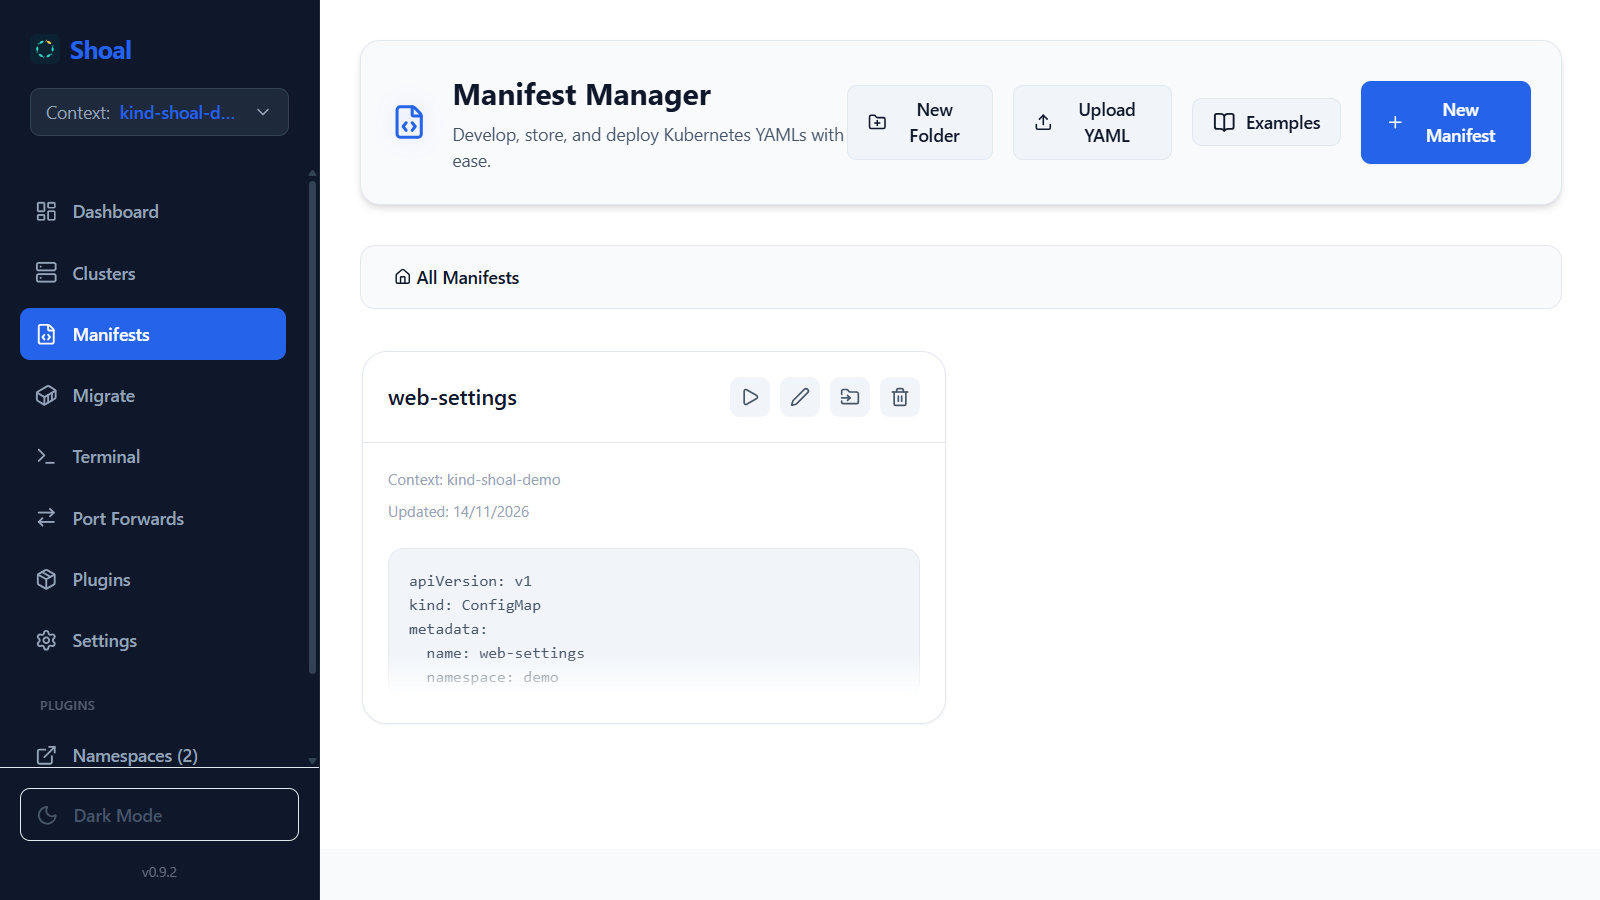 Shoal
Context: kind-shoal-d...
Dashboard
Clusters
Manifests
Migrate
Terminal
Port Forwards
Plugins
Settings
PLUGINS
Namespaces (2)
Dark Mode
v0.9.2
Manifest Manager
Develop, store, and deploy Kubernetes YAMLs with
ease.
New
Folder
Upload
YAML
Examples
New
Manifest
All Manifests
web-settings
Context: kind-shoal-demo
Updated: 14/11/2026
apiVersion: v1
kind: ConfigMap
metadata:
  name: web-settings
  namespace: demo